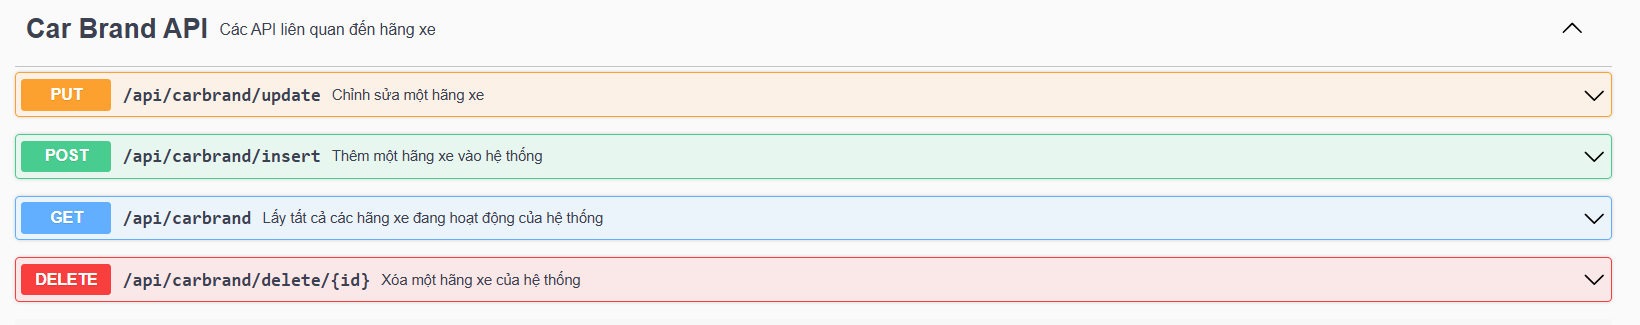 Car Brand API Các API liên quan đến hãng xe
PUT /api/carbrand/update Chỉnh sửa một hãng xe
POST /api/carbrand/insert Thêm một hãng xe vào hệ thống
GET /api/carbrand Lấy tất cả các hãng xe đang hoạt động của hệ thống
DELETE /api/carbrand/delete/{id} Xóa một hãng xe của hệ thống